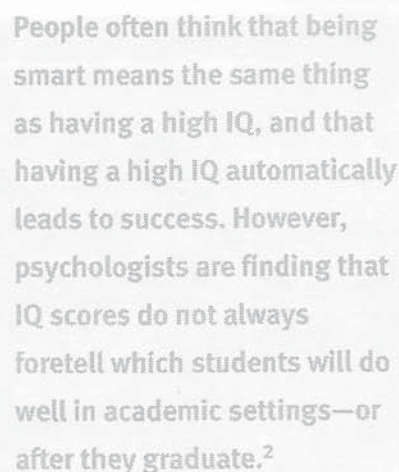 People often think that being
smart means the same thing
as having a high IQ, and that
having a high IQ automatically
leads to success. However,
psychologists are finding that
IQ scores do not always
foretell which students will do
well in academic settings—or
after they graduate.²